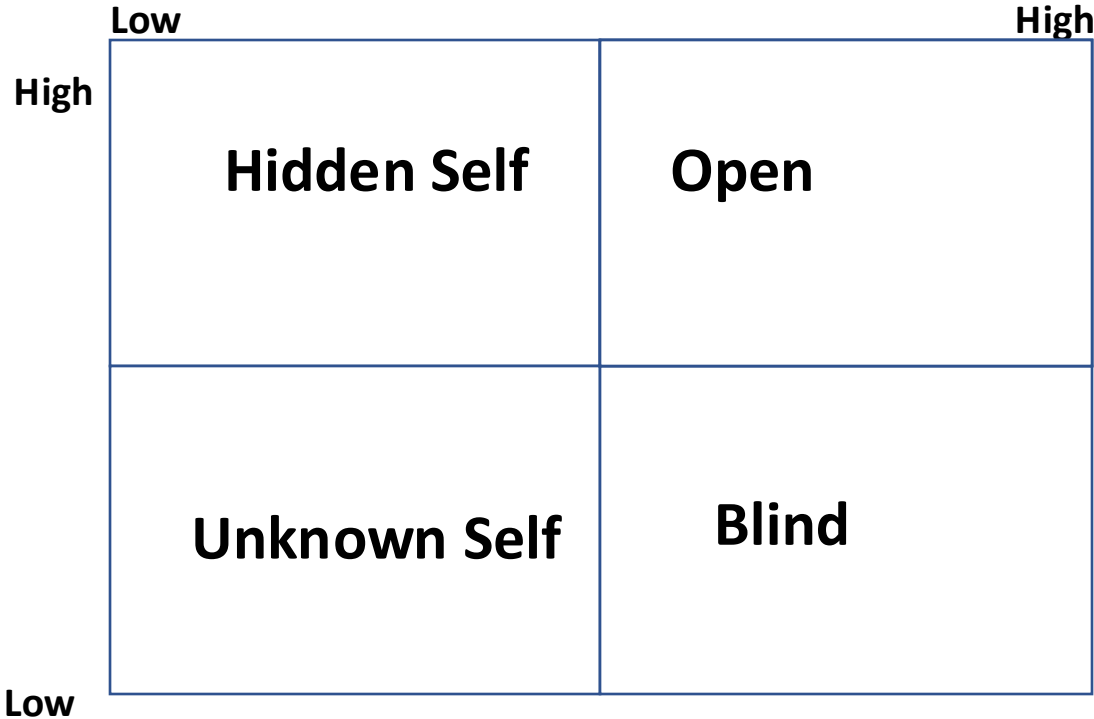 Low
High
High
Hidden Self
Open
Unknown Self
Blind
Low